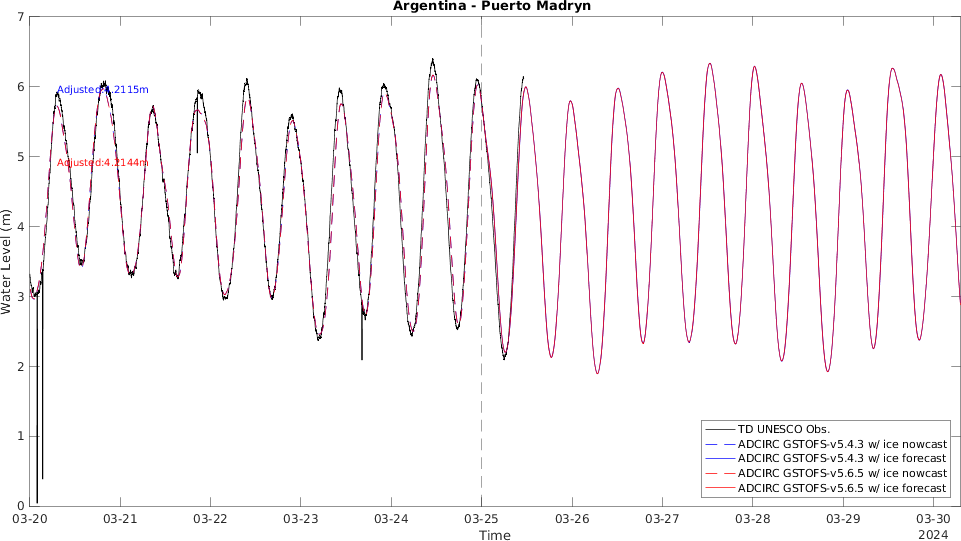 Argentina - Puerto Madryn
7
6
5
4
3
2
1
0
Water Level (m)
Adjusted:4.2115m
Adjusted:4.2144m
TD UNESCO Obs.
ADCIRC GSTOFS-v5.4.3 w/ ice nowcast
ADCIRC GSTOFS-v5.4.3 w/ ice forecast
ADCIRC GSTOFS-v5.6.5 w/ ice nowcast
ADCIRC GSTOFS-v5.6.5 w/ ice forecast
03-20 03-21 03-22 03-23 03-24 03-25 03-26 03-27 03-28 03-29 03-30
Time
2024